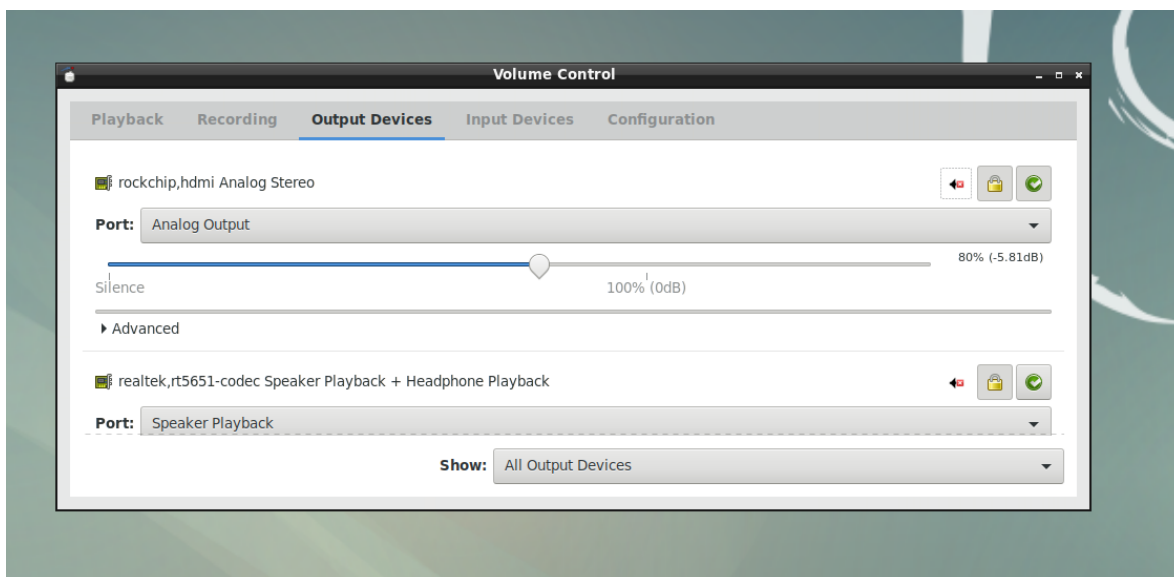 Volume Control
Playback Recording Output Devices Input Devices Configuration
rockchip,hdmi Analog Stereo
Port: Analog Output
80% (-5.81dB)
Silence 100% (0dB)
Advanced
realtek,rt5651-codec Speaker Playback + Headphone Playback
Port: Speaker Playback
Show: All Output Devices